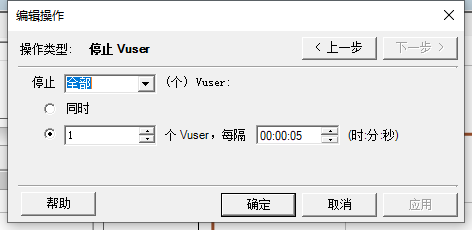 编辑操作
操作类型: 停止 Vuser
< 上一步
下一步 >
停止 全部 (个) Vuser:
同时
1 个 Vuser，每隔 00:00:05 (时:分:秒)
帮助
确定
取消
应用